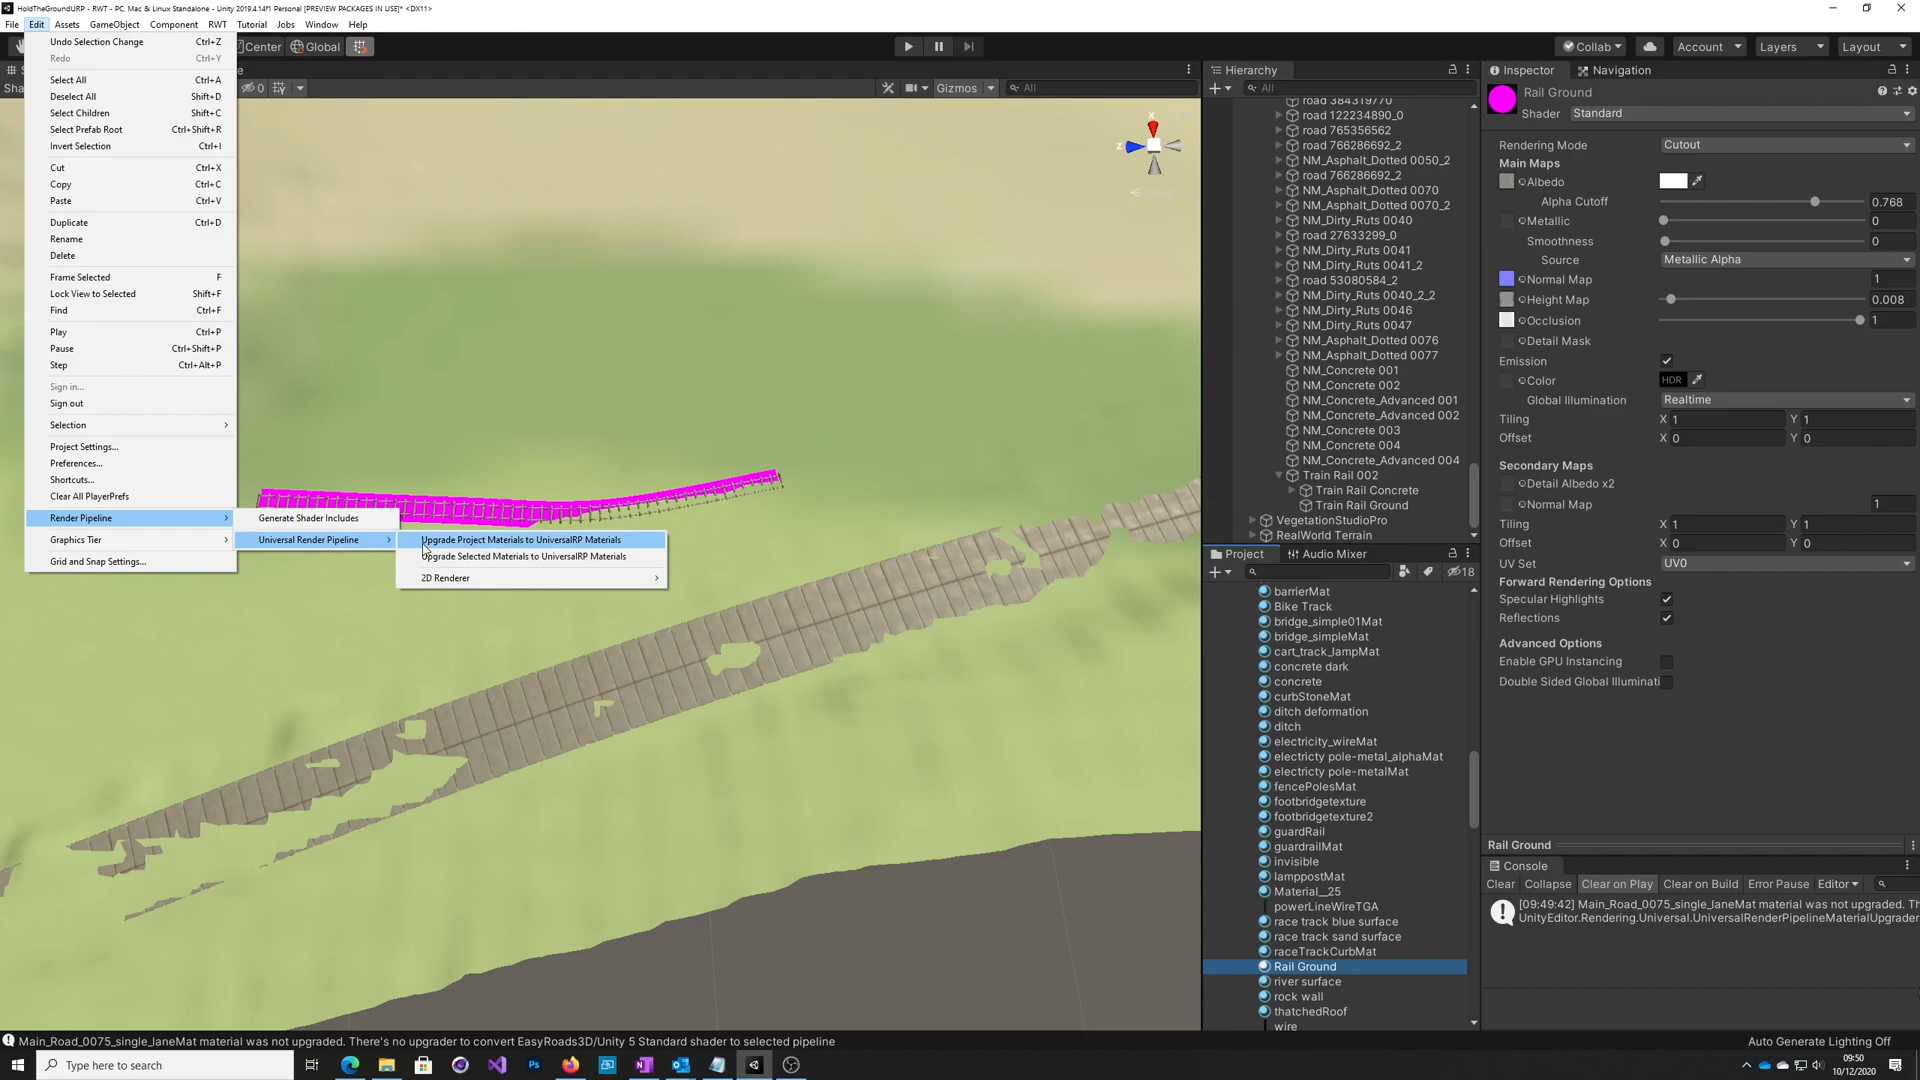 HoldTheGroundURP - RWT - PC, Mac & Linux Standalone - Unity 2019.4.14f1 Personal [PREVIEW PACKAGES IN USE]* <DX11>
File Edit Assets GameObject Component RWT Tutorial Jobs Window Help
Center Global Collab Account Layers Layout
Undo Selection Change Ctrl+Z
Redo Ctrl+Y
Select All Ctrl+A
Deselect All Shift+D
Select Children Shift+C
Select Prefab Root Ctrl+Shift+R
Invert Selection Ctrl+I
Cut Ctrl+X
Copy Ctrl+C
Paste Ctrl+V
Duplicate Ctrl+D
Rename
Delete
Frame Selected F
Lock View to Selected Shift+F
Find Ctrl+F
Play Ctrl+P
Pause Ctrl+Shift+P
Step Ctrl+Alt+P
Sign in...
Sign out
Selection
Project Settings...
Preferences...
Shortcuts...
Clear All PlayerPrefs
Render Pipeline
Graphics Tier
Grid and Snap Settings...
Generate Shader Includes
Universal Render Pipeline
Upgrade Project Materials to UniversalRP Materials
Upgrade Selected Materials to UniversalRP Materials
2D Renderer
Sha 0 Gizmos All
x
z
Hierarchy
All
road 384319770
road 122234890_0
road 765356562
road 766286692_2
NM_Asphalt_Dotted 0050_2
road 766286692_2
NM_Asphalt_Dotted 0070
NM_Asphalt_Dotted 0070_2
NM_Dirty_Ruts 0040
road 27633299_0
NM_Dirty_Ruts 0041
NM_Dirty_Ruts 0041_2
road 53080584_2
NM_Dirty_Ruts 0040_2_2
NM_Dirty_Ruts 0046
NM_Dirty_Ruts 0047
NM_Asphalt_Dotted 0076
NM_Asphalt_Dotted 0077
NM_Concrete 001
NM_Concrete 002
NM_Concrete_Advanced 001
NM_Concrete_Advanced 002
NM_Concrete 003
NM_Concrete 004
NM_Concrete_Advanced 004
Train Rail 002
Train Rail Concrete
Train Rail Ground
VegetationStudioPro
RealWorld Terrain
Project Audio Mixer
18
barrierMat
Bike Track
bridge_simple01Mat
bridge_simpleMat
cart_track_lampMat
concrete dark
concrete
curbStoneMat
ditch deformation
ditch
electricity_wireMat
electricty pole-metal_alphaMat
electricty pole-metalMat
fencePolesMat
footbridgetexture
footbridgetexture2
guardRail
guardrailMat
invisible
lamppostMat
Material__25
powerLineWireTGA
race track blue surface
race track sand surface
raceTrackCurbMat
Rail Ground
river surface
rock wall
thatchedRoof
wire
Inspector Navigation
Rail Ground
Shader Standard
Rendering Mode Cutout
Main Maps
Albedo
Alpha Cutoff 0.768
Metallic 0
Smoothness 0
Source Metallic Alpha
Normal Map 1
Height Map 0.008
Occlusion 1
Detail Mask
Emission
Color HDR
Global Illumination Realtime
Tiling X 1 Y 1
Offset X 0 Y 0
Secondary Maps
Detail Albedo x2
Normal Map 1
Tiling X 1 Y 1
Offset X 0 Y 0
UV Set UV0
Forward Rendering Options
Specular Highlights
Reflections
Advanced Options
Enable GPU Instancing
Double Sided Global Illuminati
Rail Ground
Console
Clear Collapse Clear on Play Clear on Build Error Pause Editor
[09:49:42] Main_Road_0075_single_laneMat material was not upgraded. Th
UnityEditor.Rendering.Universal.UniversalRenderPipelineMaterialUpgrader
Main_Road_0075_single_laneMat material was not upgraded. There's no upgrader to convert EasyRoads3D/Unity 5 Standard shader to selected pipeline
Auto Generate Lighting Off
Type here to search
09:50
10/12/2020